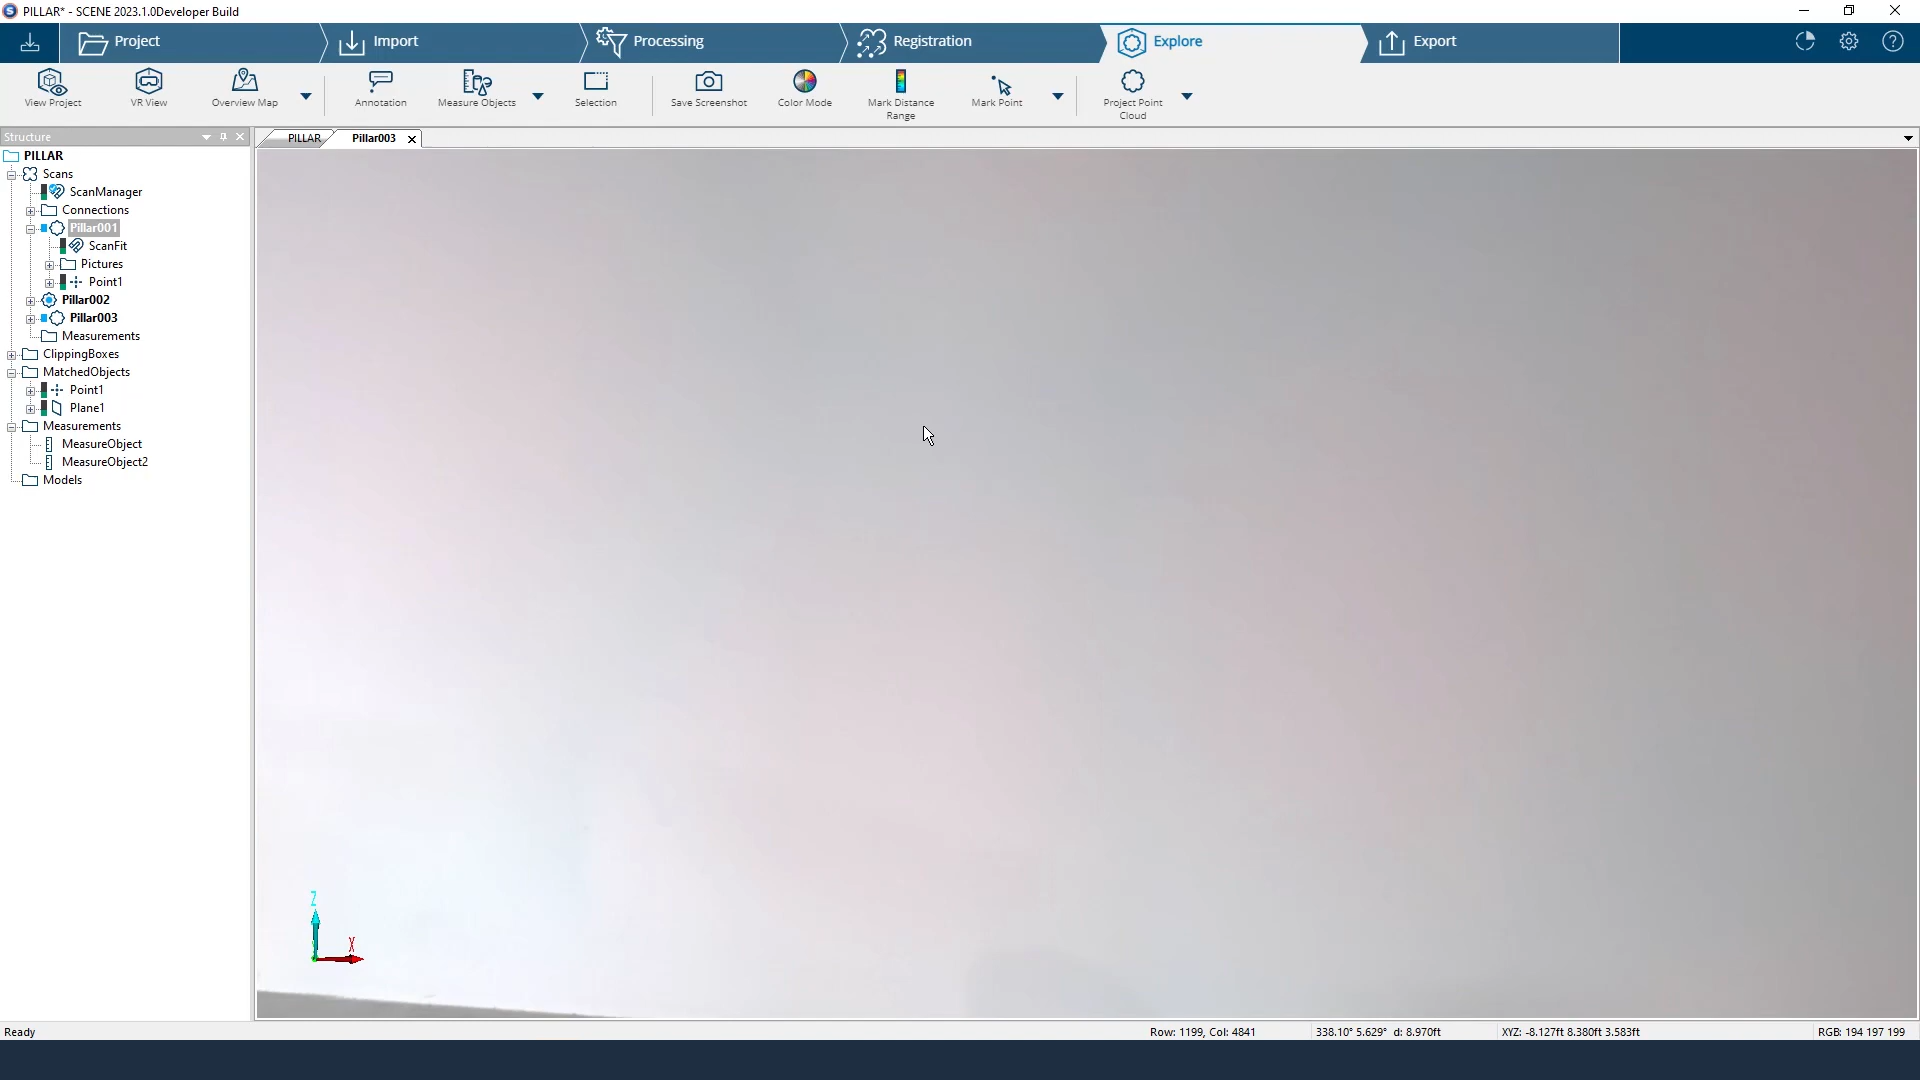 PILLAR* - SCENE 2023.1.0Developer Build
Project
Import
Processing
Registration
Explore
Export
View Project
VR View
Overview Map
Annotation
Measure Objects
Selection
Save Screenshot
Color Mode
Mark Distance Range
Mark Point
Project Point Cloud
Structure
PILLAR
Pillar003
PILLAR
Scans
ScanManager
Connections
Pillar001
ScanFit
Pictures
Point1
Pillar002
Pillar003
Measurements
ClippingBoxes
MatchedObjects
Point1
Plane1
Measurements
MeasureObject
MeasureObject2
Models
Z
X
Ready
Row: 1199, Col: 4841
338.10° 5.629° d: 8.970ft
XYZ: -8.127ft 8.380ft 3.583ft
RGB: 194 197 199